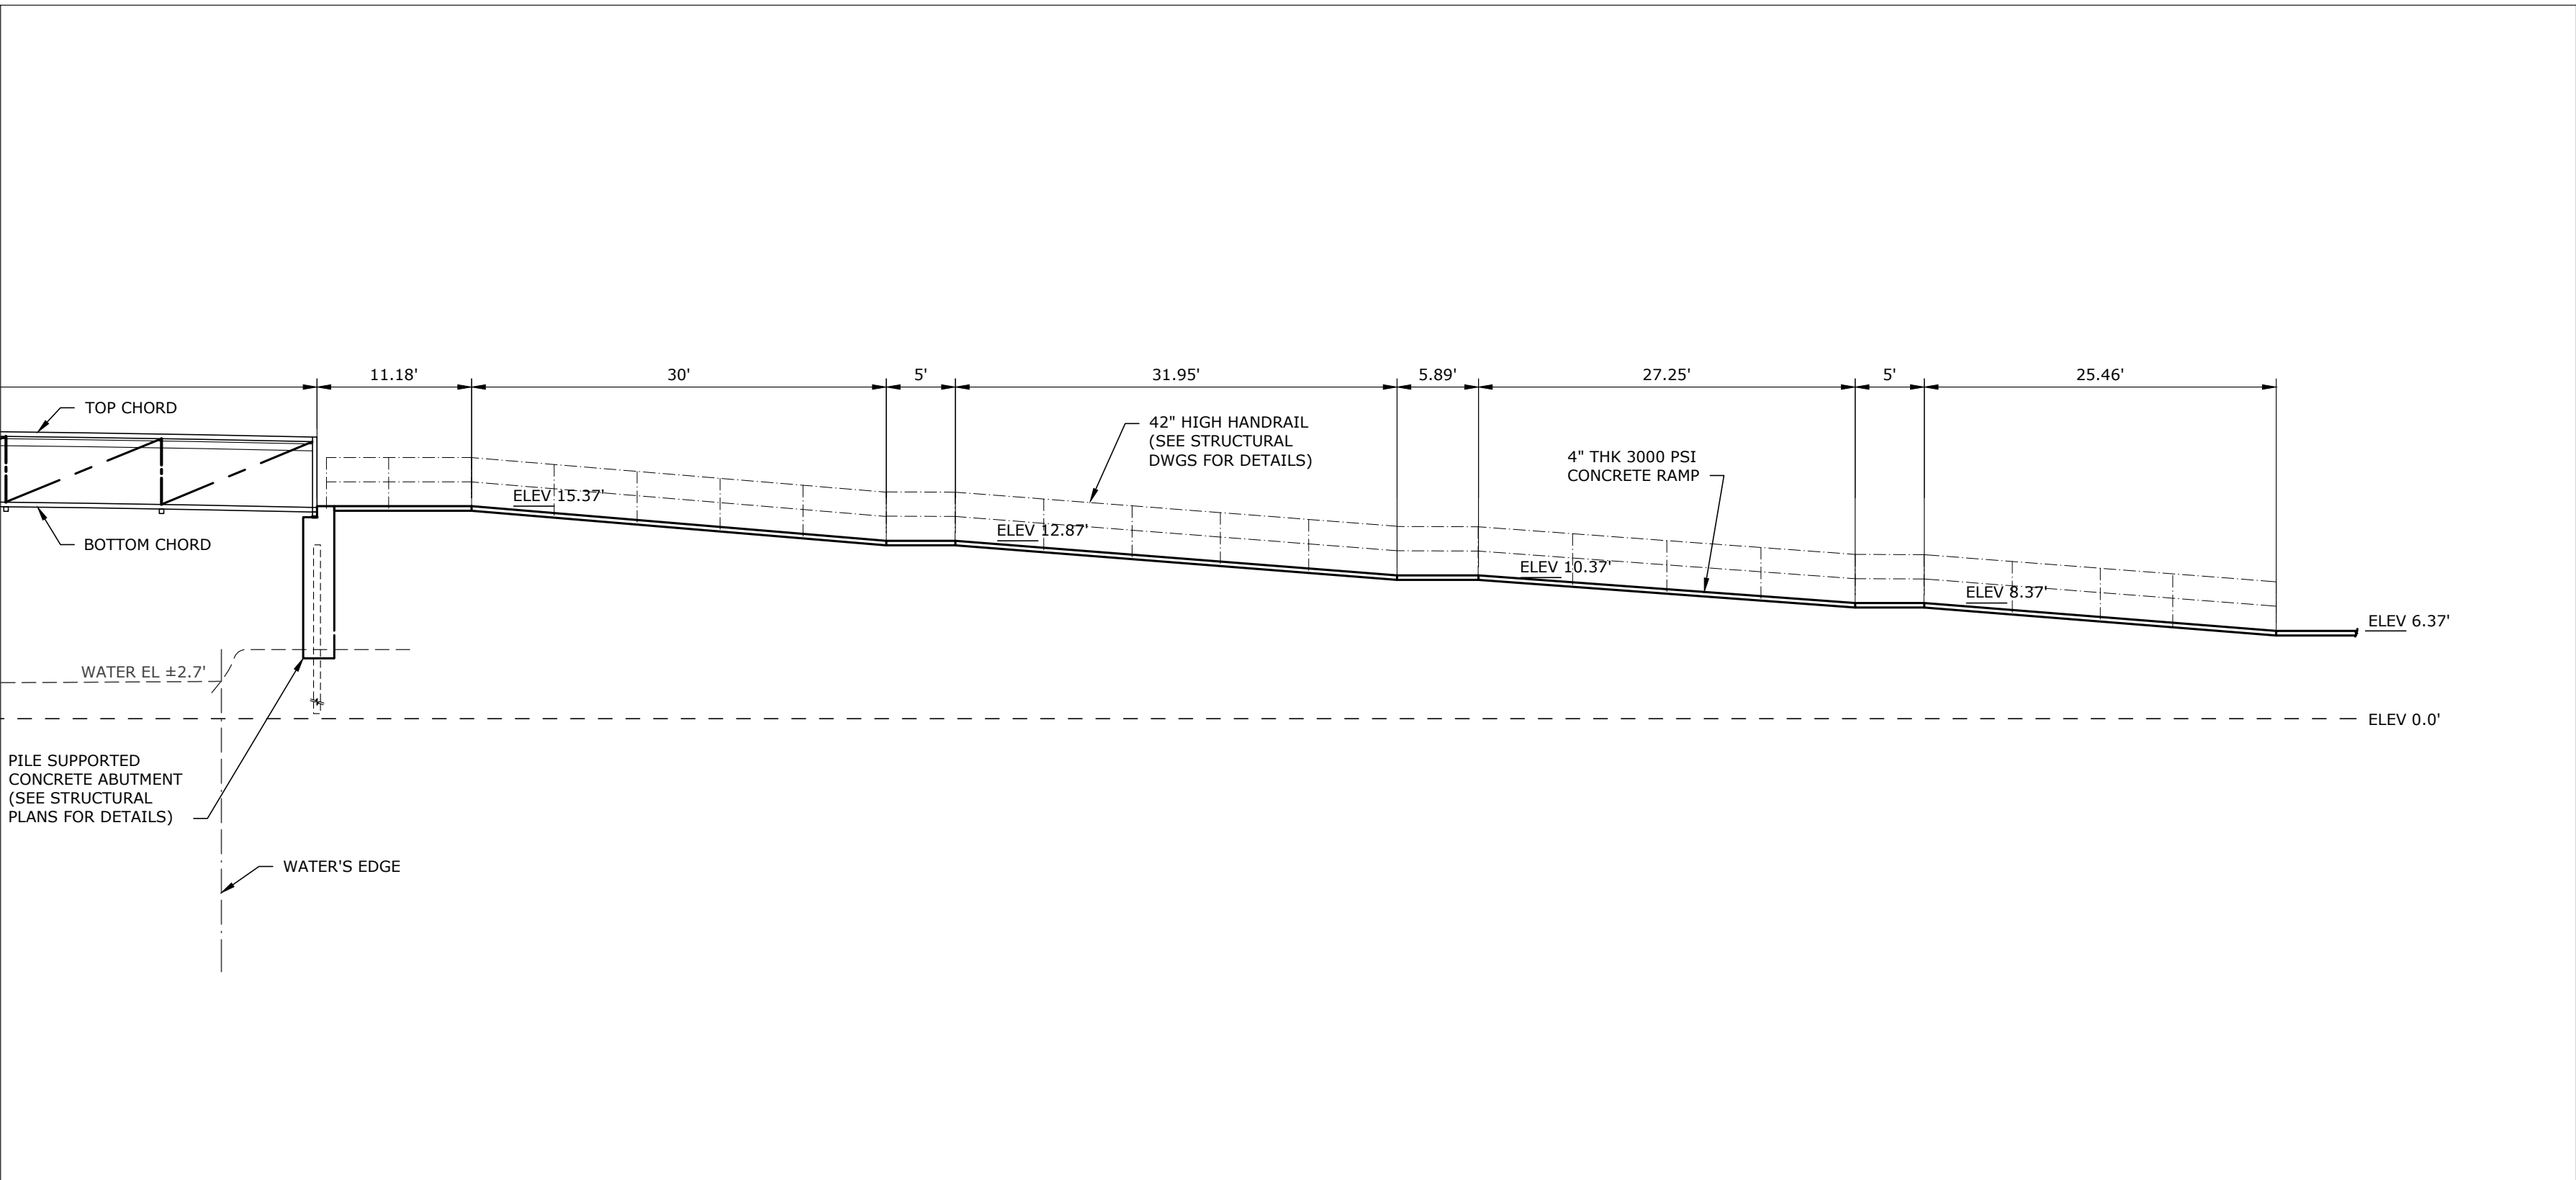 11.18'
30'
5'
31.95'
5.89'
27.25'
5'
25.46'
TOP CHORD
42" HIGH HANDRAIL
(SEE STRUCTURAL
DWGS FOR DETAILS)
4" THK 3000 PSI
CONCRETE RAMP
ELEV 15.37'
ELEV 12.87'
BOTTOM CHORD
ELEV 10.37'
ELEV 8.37'
ELEV 6.37'
WATER EL ±2.7'
ELEV 0.0'
PILE SUPPORTED
CONCRETE ABUTMENT
(SEE STRUCTURAL
PLANS FOR DETAILS)
WATER'S EDGE